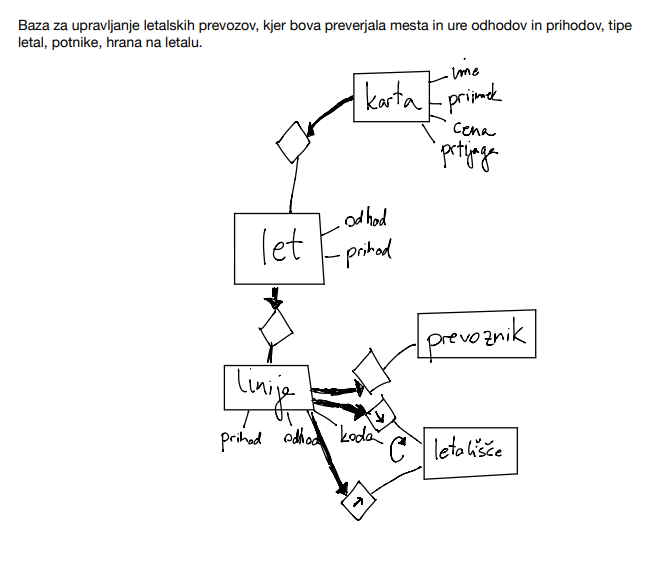 Baza za upravljanje letalskih prevozov, kjer bova preverjala mesta in ure odhodov in prihodov, tipe
letal, potnike, hrana na letalu.
ime
karta
priimek
cena
prtljaga
odhod
let
prihod
prevoznik
linije
prihod odhod koda
letališče